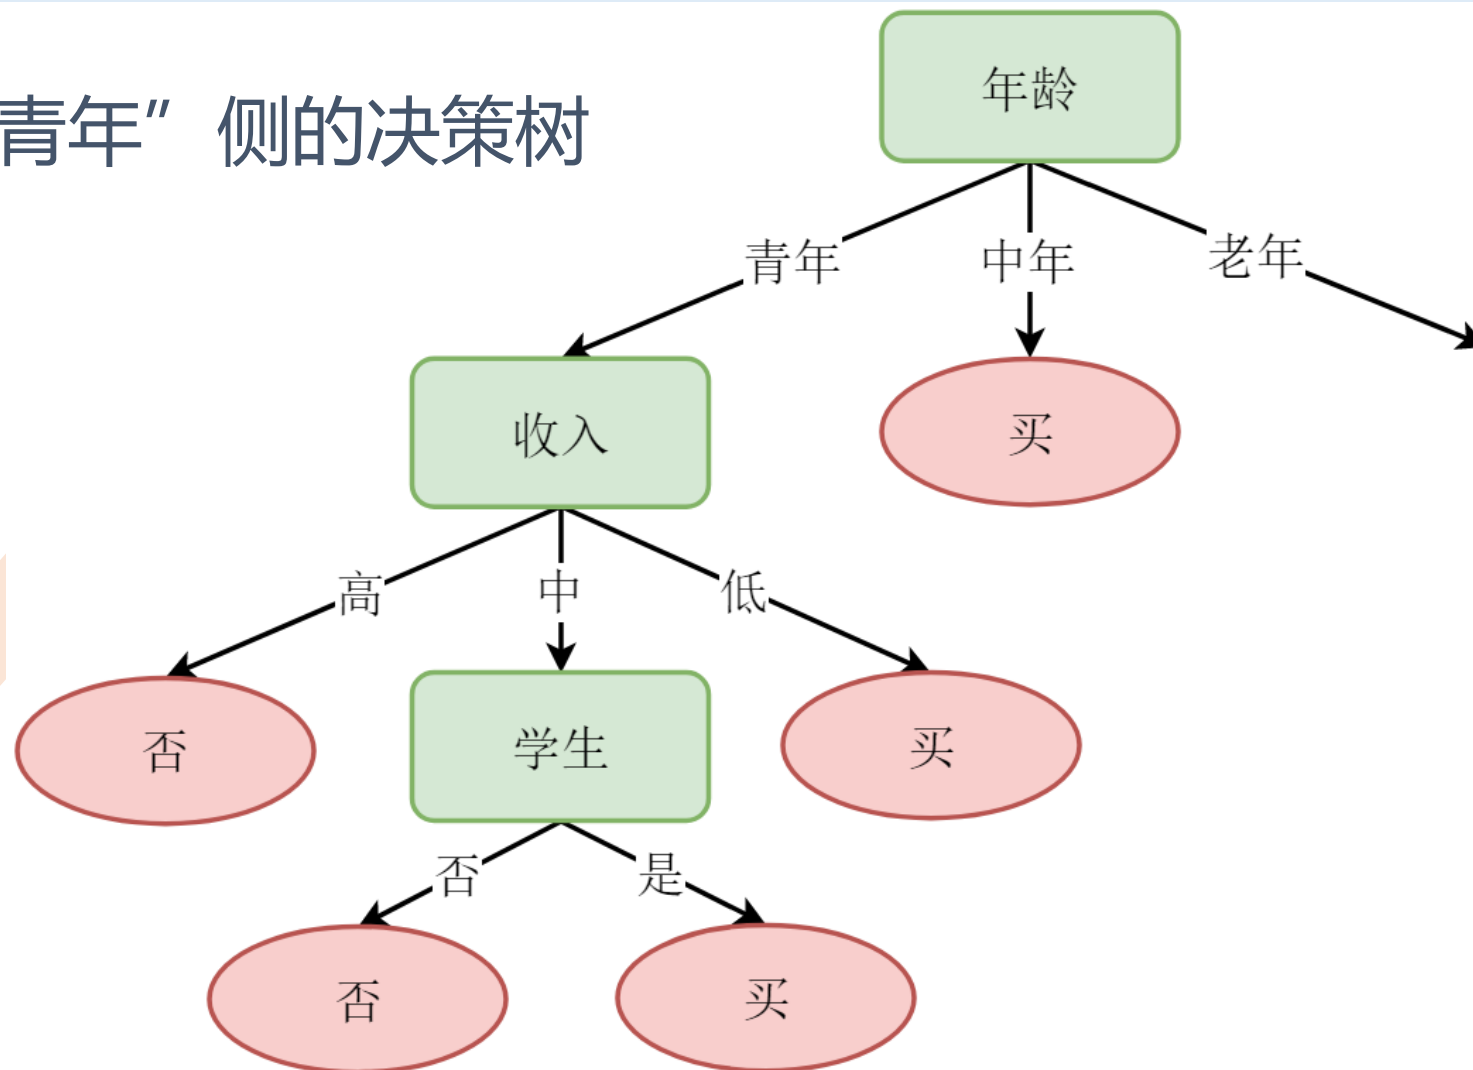 青年”侧的决策树
年龄
青年
中年
老年
收入
买
高
中
低
否
学生
买
否
是
否
买